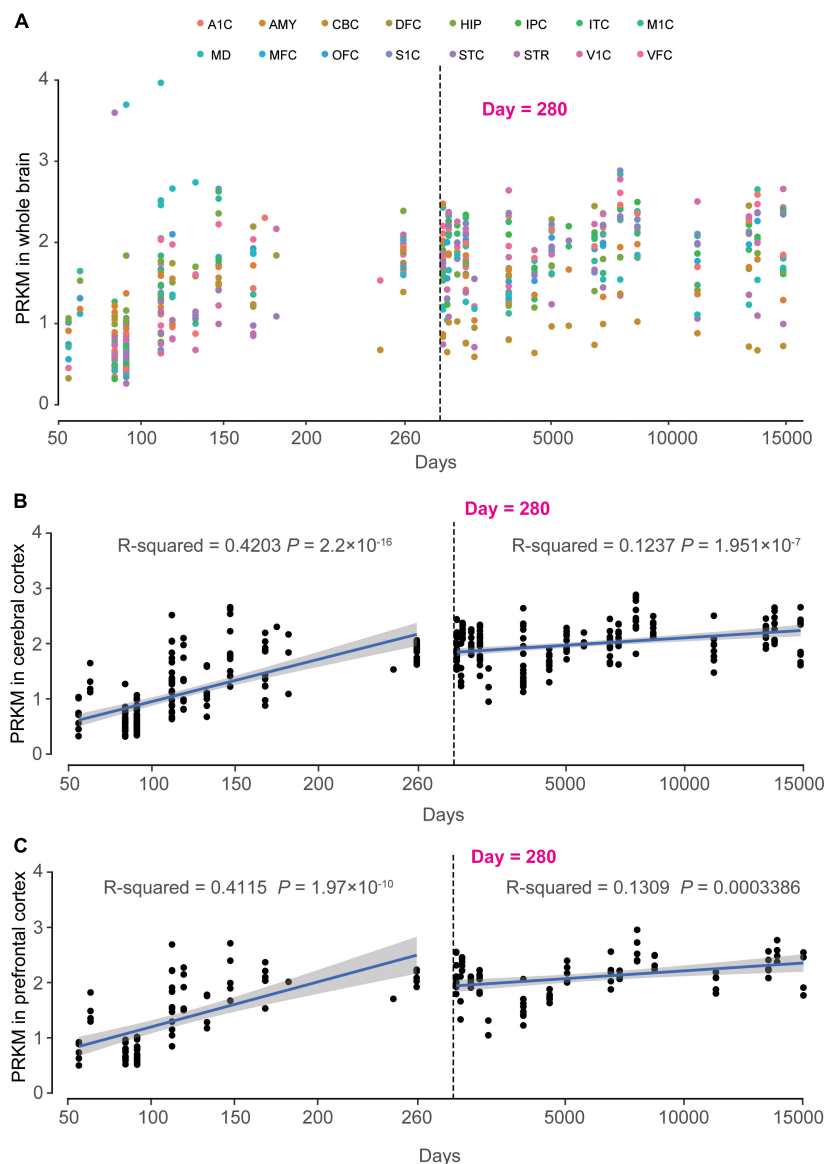 A
A1C AMY CBC DFC HIP IPC ITC M1C
MD MFC OFC S1C STC STR V1C VFC
Day = 280
PRKM in whole brain
4
3
2
1
0
50 100 150 200 260 5000 10000 15000
Days
B
Day = 280
R-squared = 0.4203 P = 2.2×10⁻¹⁶ R-squared = 0.1237 P = 1.951×10⁻⁷
PRKM in cerebral cortex
4
3
2
1
0
50 100 150 200 260 5000 10000 15000
Days
C
Day = 280
R-squared = 0.4115 P = 1.97×10⁻¹⁰ R-squared = 0.1309 P = 0.0003386
PRKM in prefrontal cortex
4
3
2
1
0
50 100 150 200 260 5000 10000 15000
Days